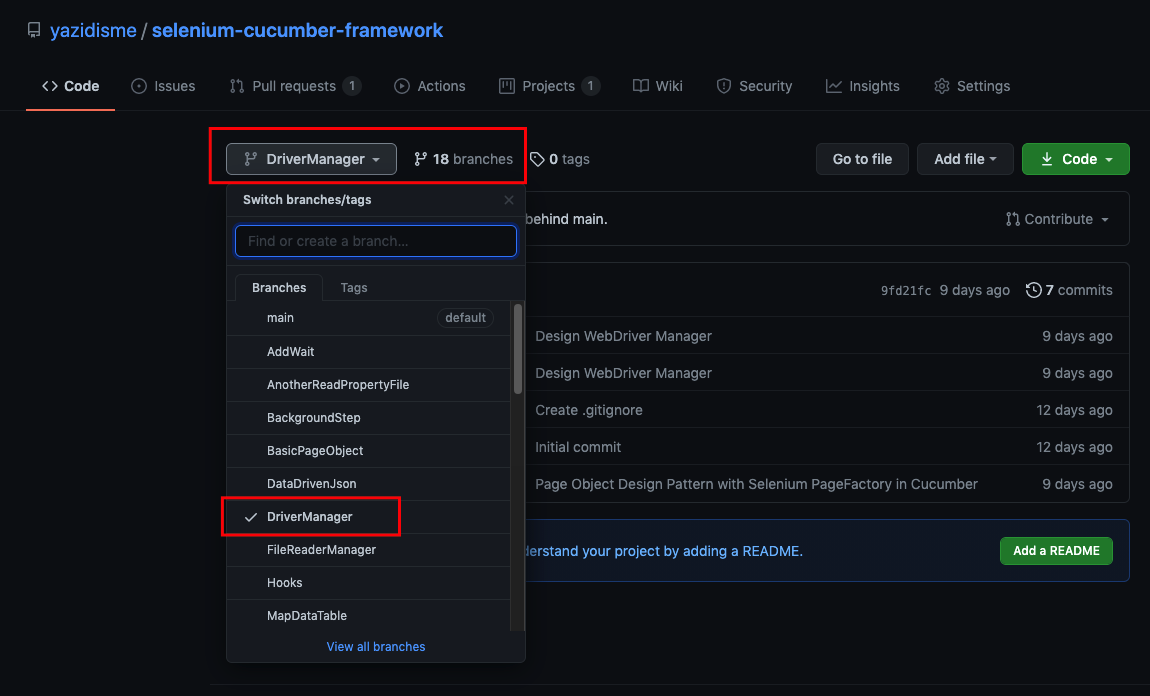 yazidisme / selenium-cucumber-framework
Code Issues Pull requests 1 Actions Projects 1 Wiki Security Insights Settings
DriverManager 18 branches 0 tags Go to file Add file Code
Switch branches/tags
behind main. Contribute
Find or create a branch...
Branches Tags
9fd21fc 9 days ago 7 commits
main default
Design WebDriver Manager 9 days ago
AddWait
Design WebDriver Manager 9 days ago
AnotherReadPropertyFile
Create .gitignore 12 days ago
BackgroundStep
Initial commit 12 days ago
BasicPageObject
DataDrivenJson
Page Object Design Pattern with Selenium PageFactory in Cucumber 9 days ago
DriverManager
FileReaderManager
derstand your project by adding a README. Add a README
Hooks
MapDataTable
View all branches